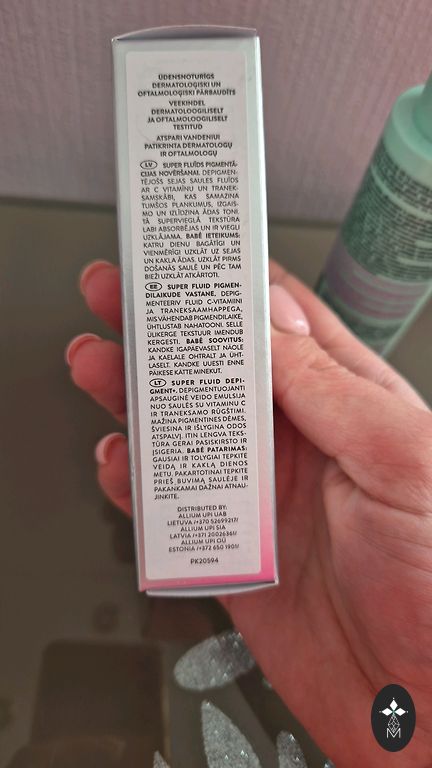 ŪDENSNOTURĪGS
DERMATOLOĢISKI UN
OFTALMOLOĢISKI PĀRBAUDĪTS
VEEKINDEL
DERMATOLOOGILISELT
JA OFTALMOLOOGILISELT
TESTITUD
ATSPARI VANDENIUI
PATIKRINTA DERMATOLOGŲ
IR OFTALMOLOGŲ
LV SUPER FLUĪDS PIGMENTĀ-
CIJAS NOVĒRŠANAI. DEPIGMEN-
TĒJOŠS SEJAS SAULES FLUĪDS
AR C VITAMĪNU UN TRANEK-
SAMSKĀBI, KAS SAMAZINA
TUMŠOS PLANKUMUS, IZGAIS-
MO UN IZLĪDZINA ĀDAS TONI.
TĀ SUPERVIEGLĀ TEKSTŪRA
LABI ABSORBĒJAS UN IR VIEGLI
UZKLĀJAMA. BABÉ IETEIKUMS:
KATRU DIENU BAGĀTĪGI UN
VIENMĒRĪGI UZKLĀT UZ SEJAS
UN KAKLA ĀDAS. UZKLĀT PIRMS
DOŠANĀS SAULĒ UN PĒC TAM
BIEŽI UZKLĀT ATKĀRTOTI.
EE SUPER FLUID PIGMEN-
DILAIKUDE VASTANE. DEPIG-
MENTEERIV FLUID C-VITAMIINI
JA TRANEKSAAMHAPPEGA,
MIS VÄHENDAB PIGMENDILAIKE,
ÜHTLUSTAB NAHATOONI. SELLE
ÜLIKERGE TEKSTUUR IMENDUB
KERGESTI. BABÉ SOOVITUS:
KANDKE IGAPÄEVASELT NÄOLE
JA KAELALE OHTRALT JA ÜHT-
LASELT. KANDKE UUESTI ENNE
PÄIKESE KÄTTE MINEKUT.
LT SUPER FLUID DEPI-
GMENT+. DEPIGMENTUOJANTI
APSAUGINĖ VEIDO EMULSIJA
NUO SAULĖS SU VITAMINU C
IR TRANEKSAMO RŪGŠTIMI.
MAŽINA PIGMENTINES DĖMES,
ŠVIESINA IR IŠLYGINA ODOS
ATSPALVĮ. ITIN LENGVA TEKS-
TŪRA GERAI PASISKIRSTO IR
ĮSIGERIA. BABÉ PATARIMAS:
GAUSIAI IR TOLYGIAI TEPKITE
VEIDĄ IR KAKLĄ DIENOS
METU. PAKARTOTINAI TEPKITE
PRIEŠ BUVIMĄ SAULĖJE IR
PAKANKAMAI DAŽNAI ATNAU-
JINKITE.
DISTRIBUTED BY:
ALLIUM UPI UAB
LIETUVA /+370 52699217/
ALLIUM UPI SIA
LATVIA /+371 20026361/
ALLIUM UPI OÜ
ESTONIA /+372 650 1901/
PK20594
M